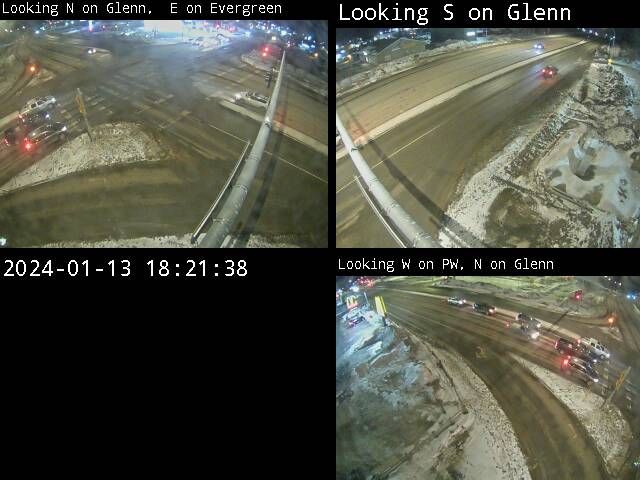 Looking N on Glenn, E on Evergreen
Looking S on Glenn
2024-01-13 18:21:38
Looking W on PW, N on Glenn